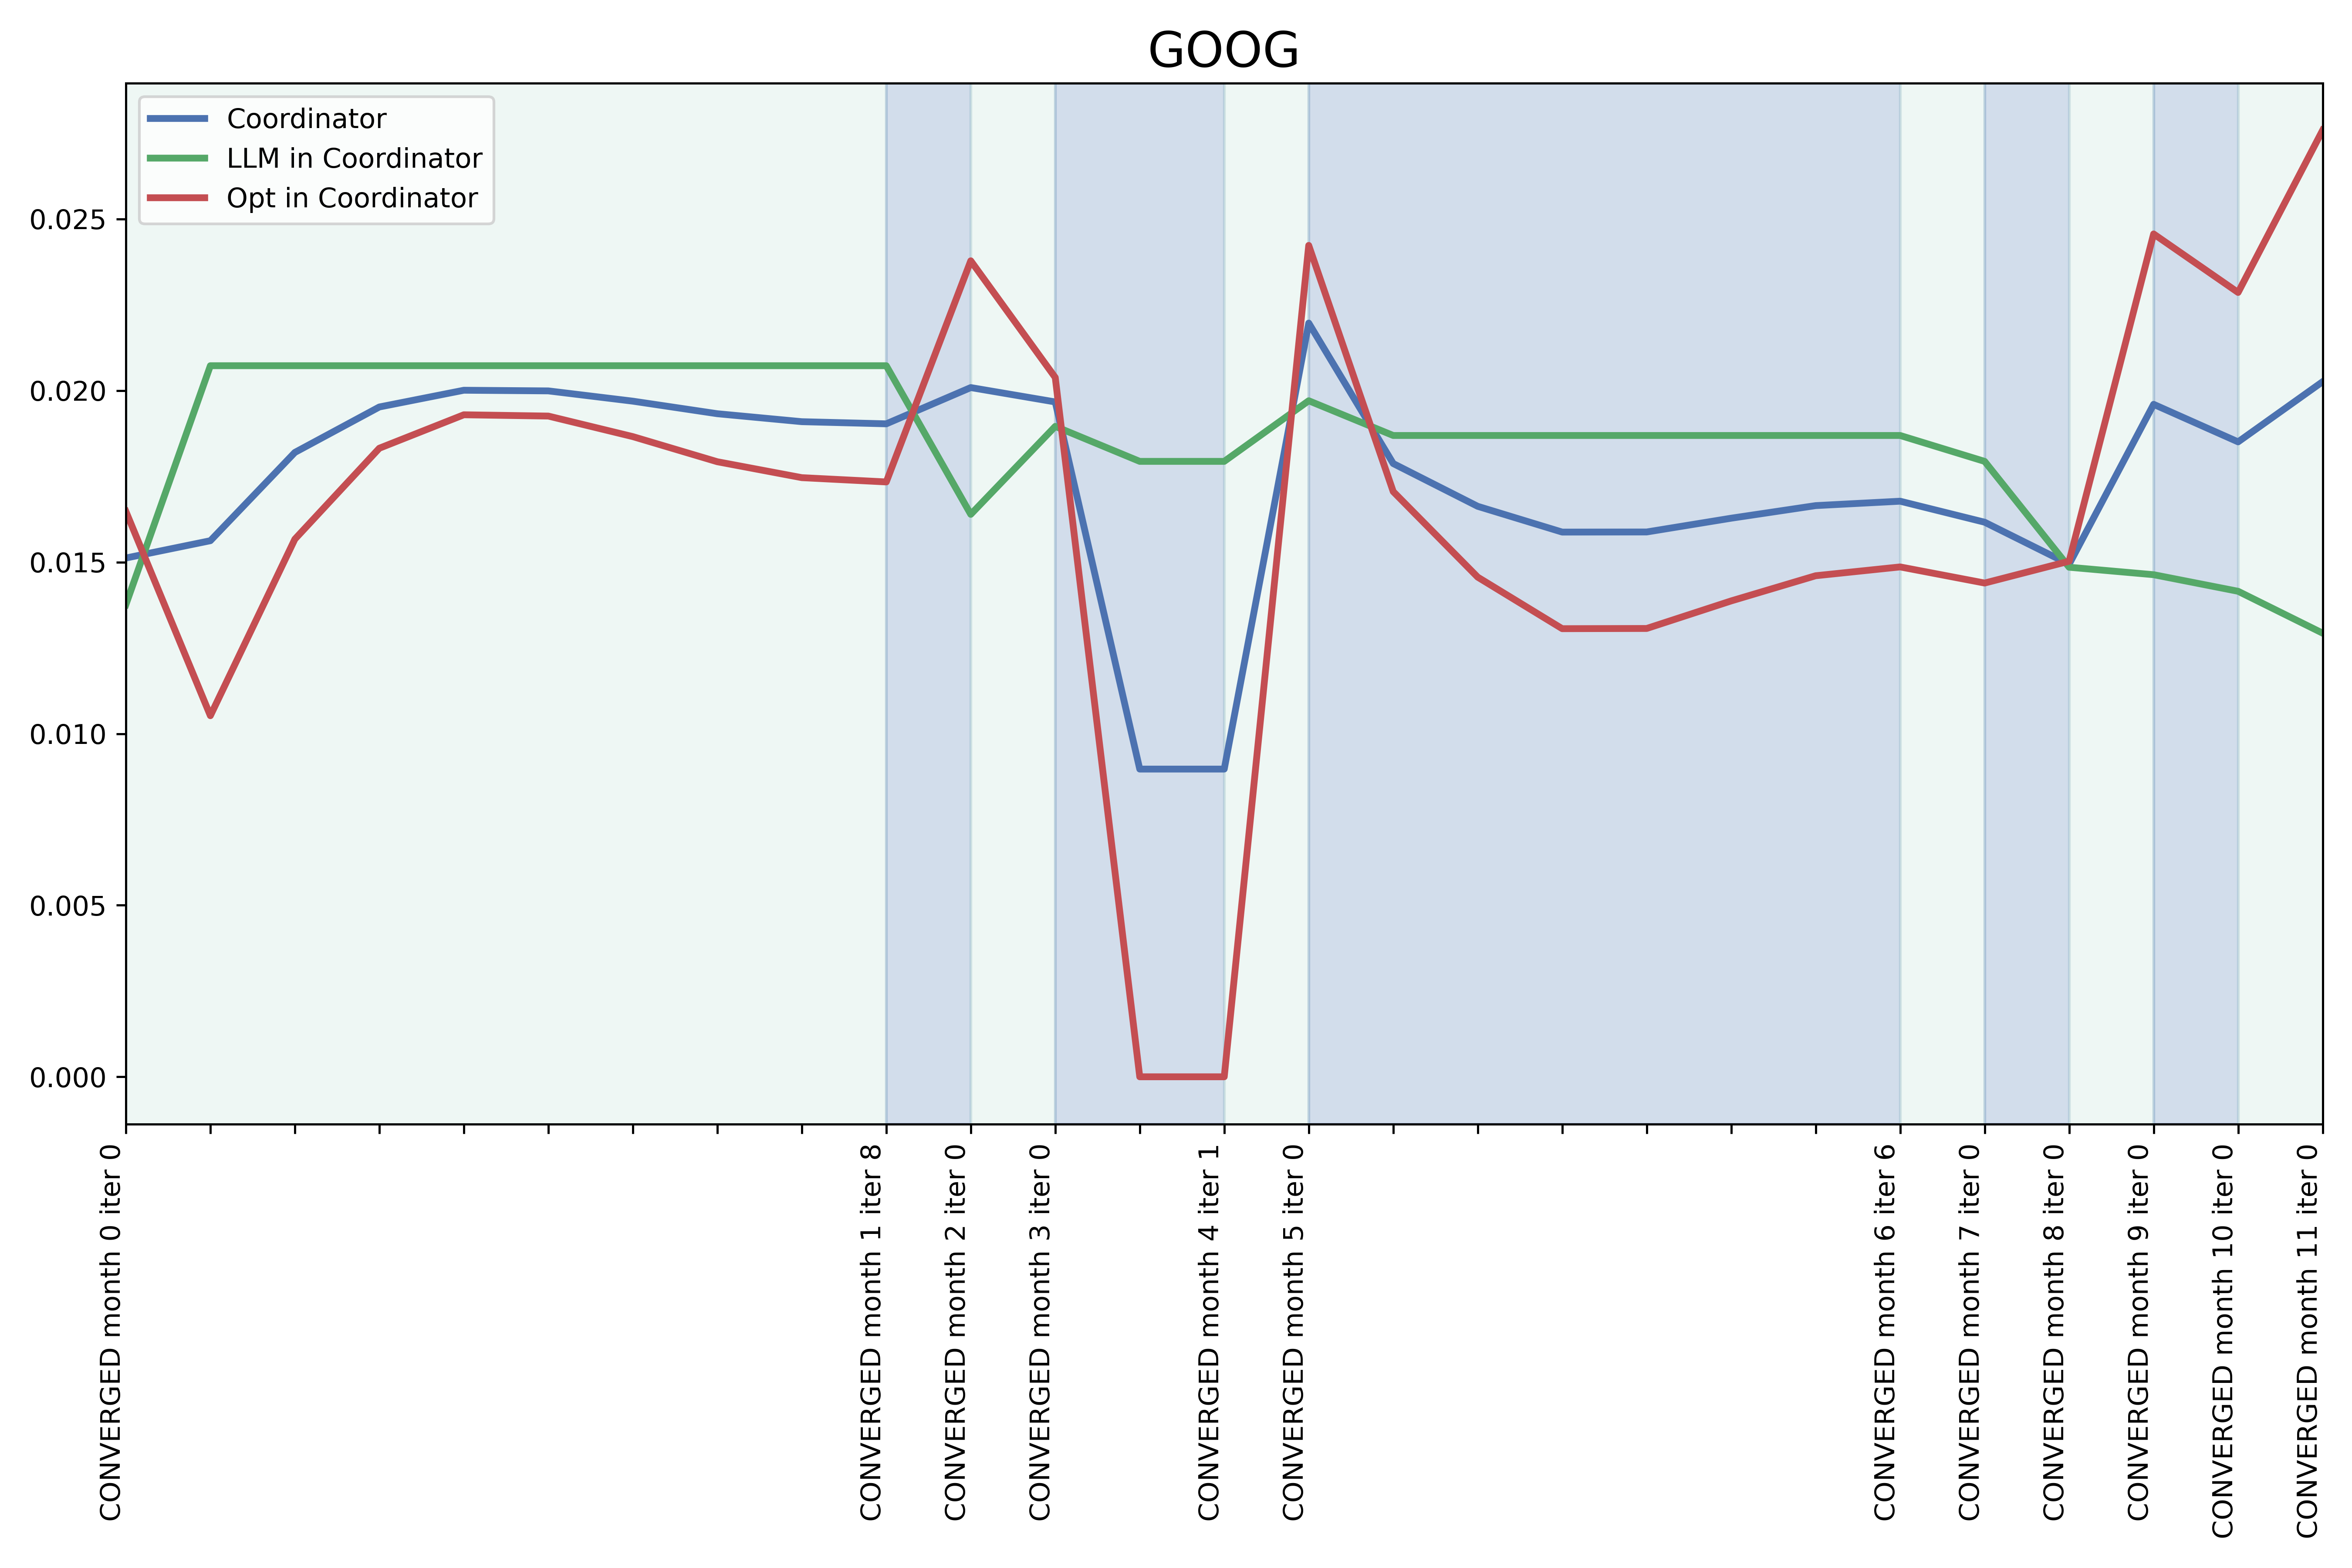 GOOG
Coordinator
LLM in Coordinator
Opt in Coordinator
0.025
0.020
0.015
0.010
0.005
0.000
CONVERGED month 0 iter 0
CONVERGED month 1 iter 8
CONVERGED month 2 iter 0
CONVERGED month 3 iter 0
CONVERGED month 4 iter 1
CONVERGED month 5 iter 0
CONVERGED month 6 iter 6
CONVERGED month 7 iter 0
CONVERGED month 8 iter 0
CONVERGED month 9 iter 0
CONVERGED month 10 iter 0
CONVERGED month 11 iter 0